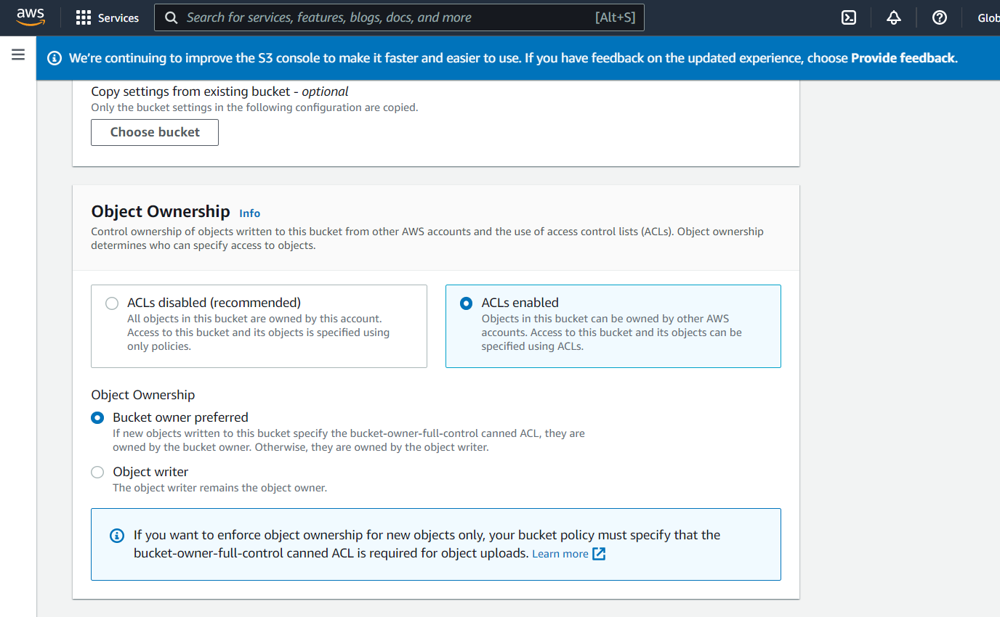 aws
Services
Search for services, features, blogs, docs, and more
[Alt+S]
We're continuing to improve the S3 console to make it faster and easier to use. If you have feedback on the updated experience, choose Provide feedback.
Copy settings from existing bucket - optional
Only the bucket settings in the following configuration are copied.
Choose bucket
Object Ownership Info
Control ownership of objects written to this bucket from other AWS accounts and the use of access control lists (ACLs). Object ownership
determines who can specify access to objects.
ACLs disabled (recommended)
All objects in this bucket are owned by this account.
Access to this bucket and its objects is specified using
only policies.
ACLs enabled
Objects in this bucket can be owned by other AWS
accounts. Access to this bucket and its objects can be
specified using ACLs.
Object Ownership
Bucket owner preferred
If new objects written to this bucket specify the bucket-owner-full-control canned ACL, they are
owned by the bucket owner. Otherwise, they are owned by the object writer.
Object writer
The object writer remains the object owner.
If you want to enforce object ownership for new objects only, your bucket policy must specify that the
bucket-owner-full-control canned ACL is required for object uploads. Learn more